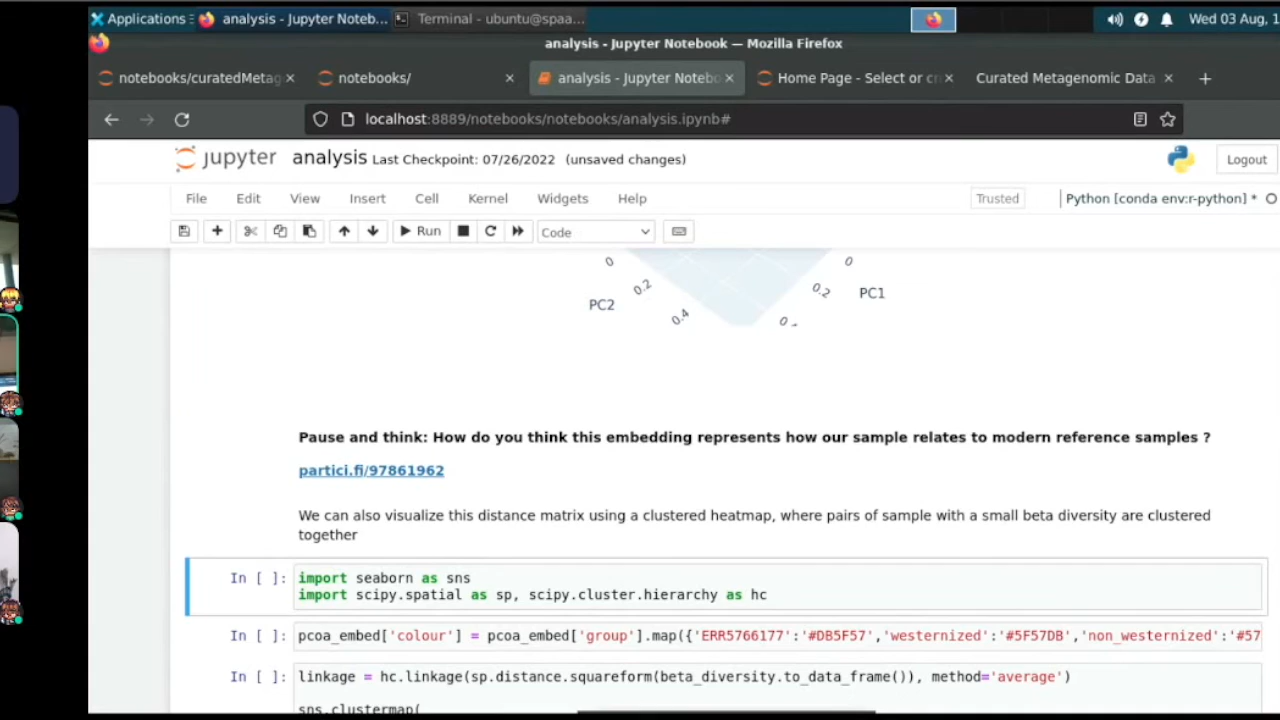 Applications
analysis - Jupyter Noteb...
Terminal - ubuntu@spaa...
Wed 03 Aug, 1
analysis - Jupyter Notebook — Mozilla Firefox
notebooks/curatedMetag
notebooks/
analysis - Jupyter Notebo
Home Page - Select or cr
Curated Metagenomic Data
localhost:8889/notebooks/notebooks/analysis.ipynb#
jupyter analysis Last Checkpoint: 07/26/2022 (unsaved changes)
Logout
File Edit View Insert Cell Kernel Widgets Help
Trusted
Python [conda env:r-python] *
Run
Code
0
0
0.2
0.2
PC2
PC1
0.4
Pause and think: How do you think this embedding represents how our sample relates to modern reference samples ?
partici.fi/97861962
We can also visualize this distance matrix using a clustered heatmap, where pairs of sample with a small beta diversity are clustered
together
In [ ]: import seaborn as sns
import scipy.spatial as sp, scipy.cluster.hierarchy as hc
In [ ]: pcoa_embed['colour'] = pcoa_embed['group'].map({'ERR5766177':'#DB5F57','westernized':'#5F57DB','non_westernized':'#57
In [ ]: linkage = hc.linkage(sp.distance.squareform(beta_diversity.to_data_frame()), method='average')
sns.clustermap(